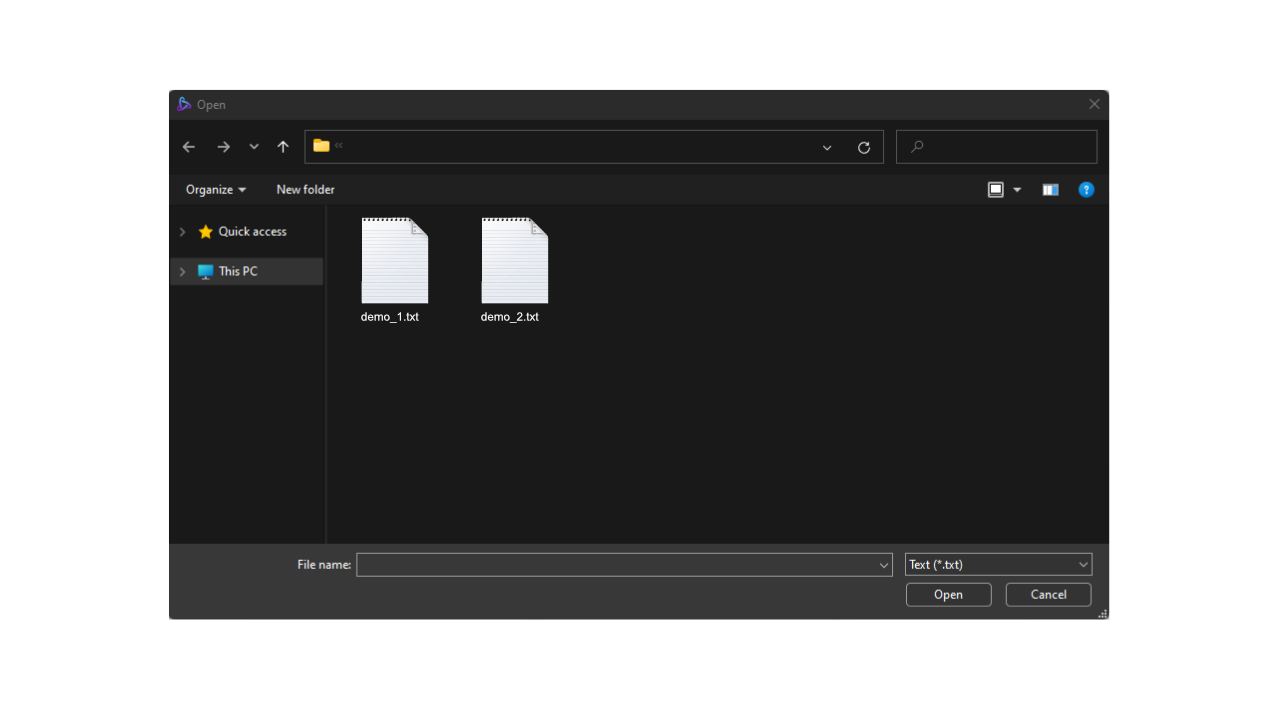 Open
<<
Organize
New folder
Quick access
This PC
demo_1.txt
demo_2.txt
File name:
Text (*.txt)
Open
Cancel